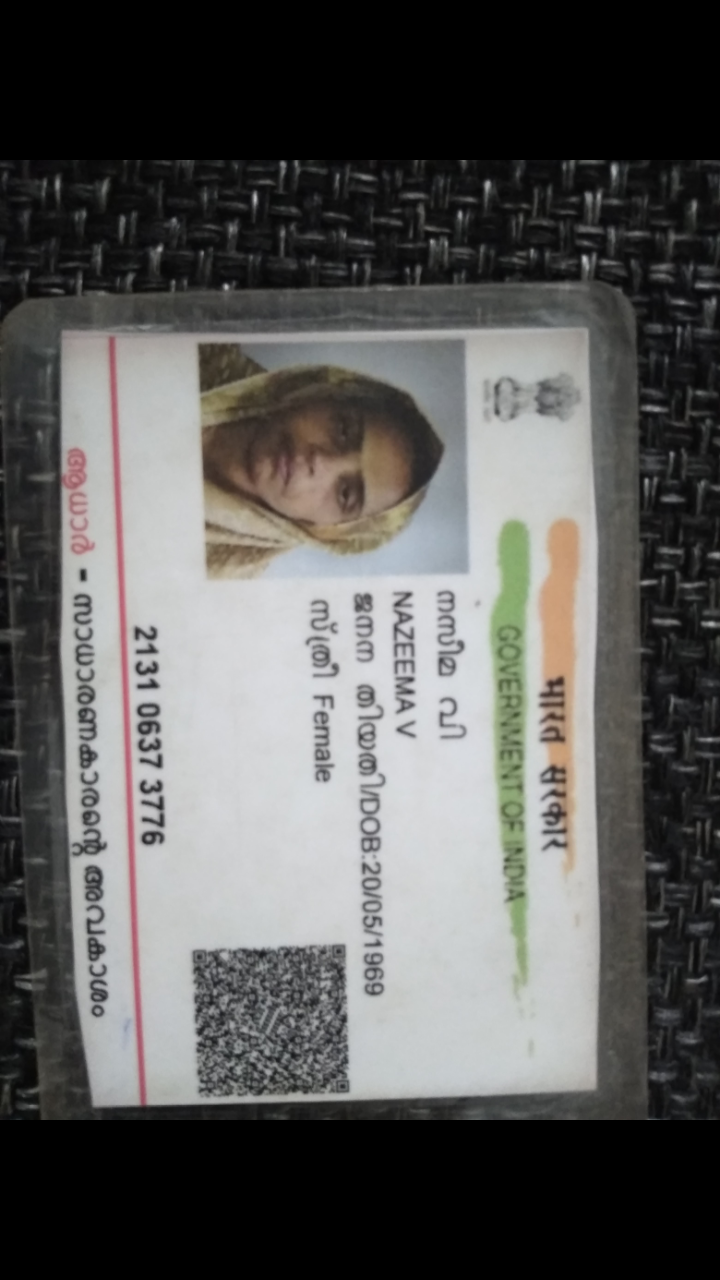 भारत सरकार
GOVERNMENT OF INDIA
നസീമ വി
NAZEEMA V
ജനന തിയതി/DOB:20/05/1969
സ്ത്രീ Female
2131 0637 3776
ആധാർ - സാധാരണകാരന്റെ അവകാശം